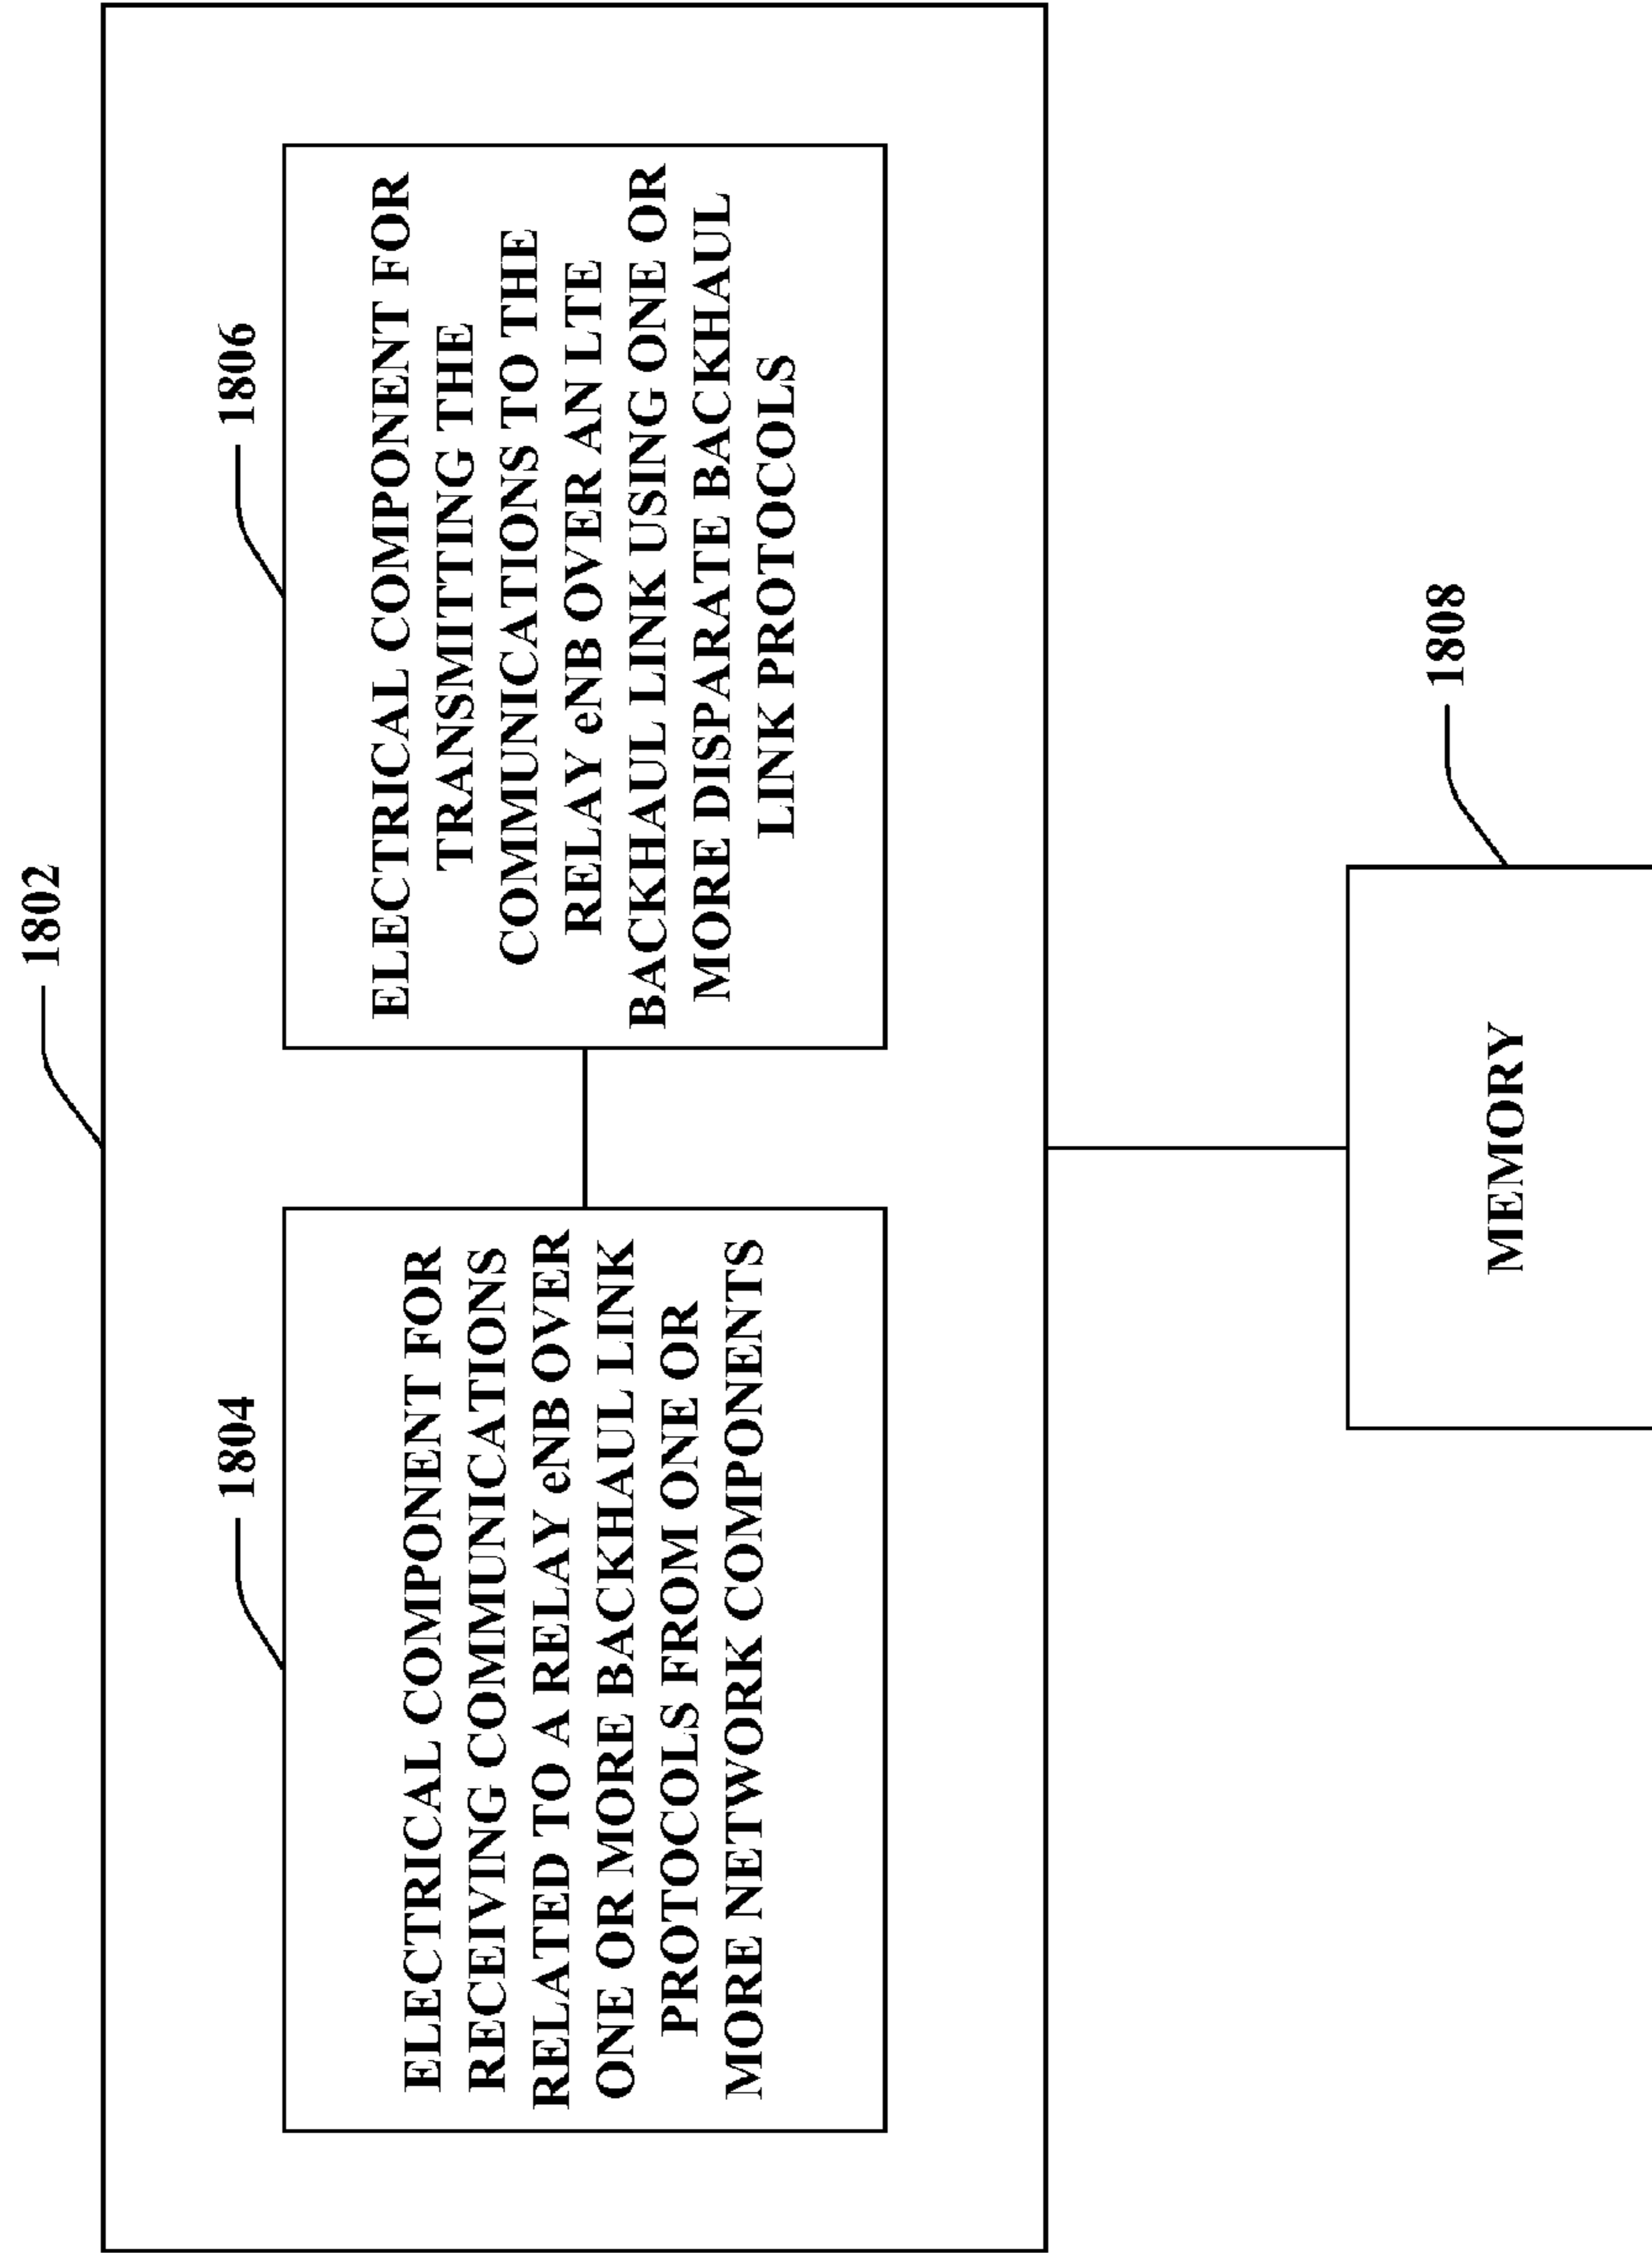 1802
1804
ELECTRICAL COMPONENT FOR
RECEIVING COMMUNICATIONS
RELATED TO A RELAY eNB OVER
ONE OR MORE BACKHAUL LINK
PROTOCOLS FROM ONE OR
MORE NETWORK COMPONENTS
1806
ELECTRICAL COMPONENT FOR
TRANSMITTING THE
COMMUNICATIONS TO THE
RELAY eNB OVER AN LTE
BACKHAUL LINK USING ONE OR
MORE DISPARATE BACKHAUL
LINK PROTOCOLS
1808
MEMORY